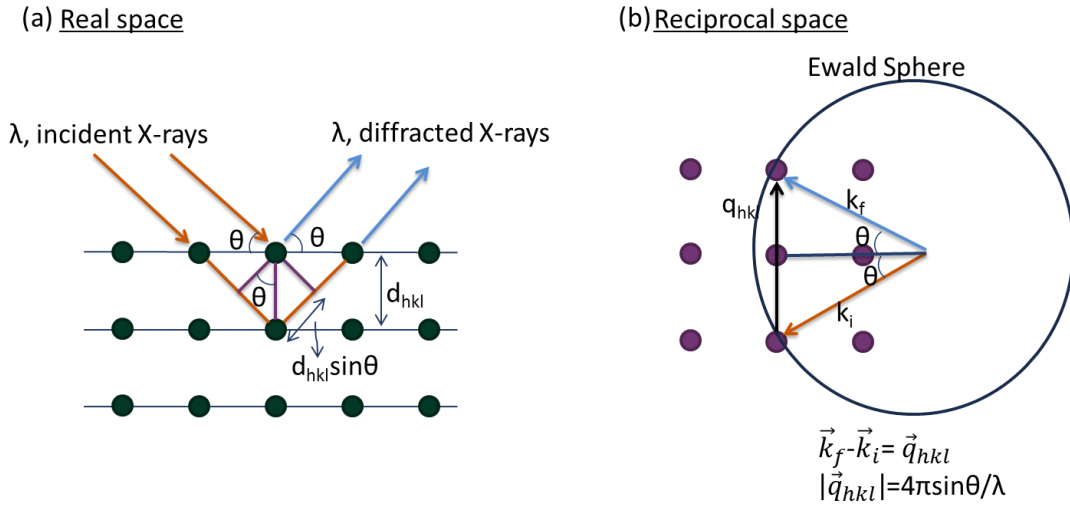 (a) Real space
λ, incident X-rays
λ, diffracted X-rays
θ
θ
θ
d_hkl
d_hkl sinθ
(b) Reciprocal space
Ewald Sphere
q_hkl
k_f
θ
θ
k_i
k⃗_f-k⃗_i= q⃗_hkl
|q⃗_hkl|=4πsinθ/λ